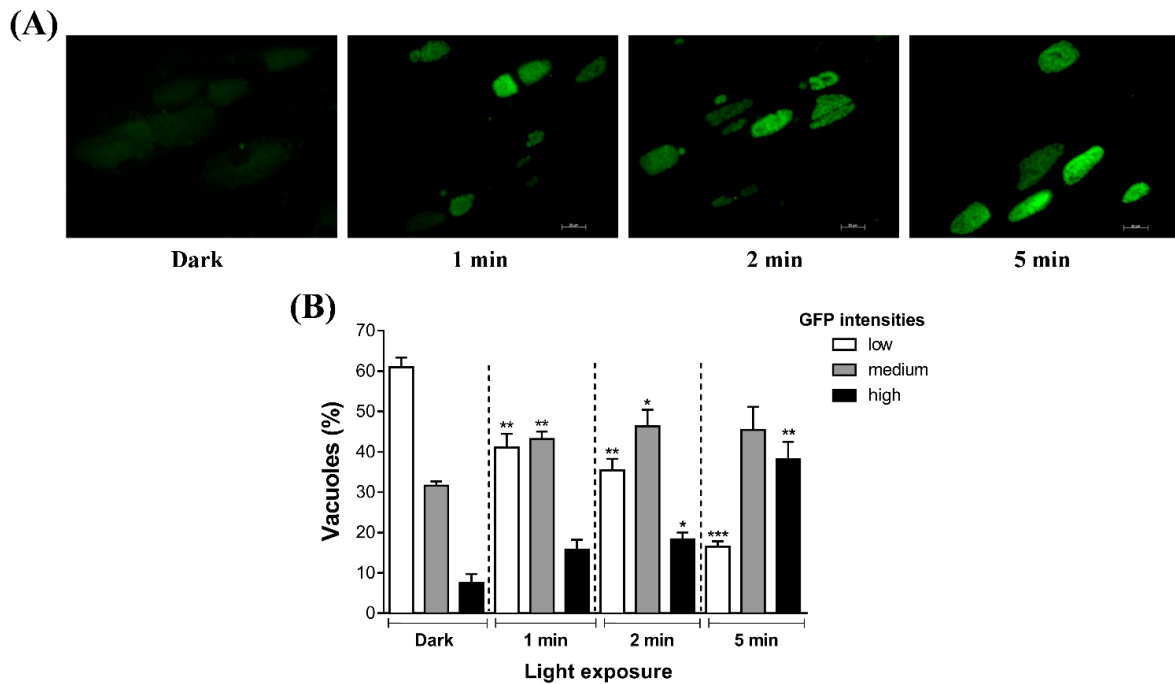 (A)
Dark 1 min 2 min 5 min
(B)
GFP intensities
low
medium
high
Vacuoles (%)
70
60
50
40
30
20
10
0
** ** * ** * *** **
Dark 1 min 2 min 5 min
Light exposure